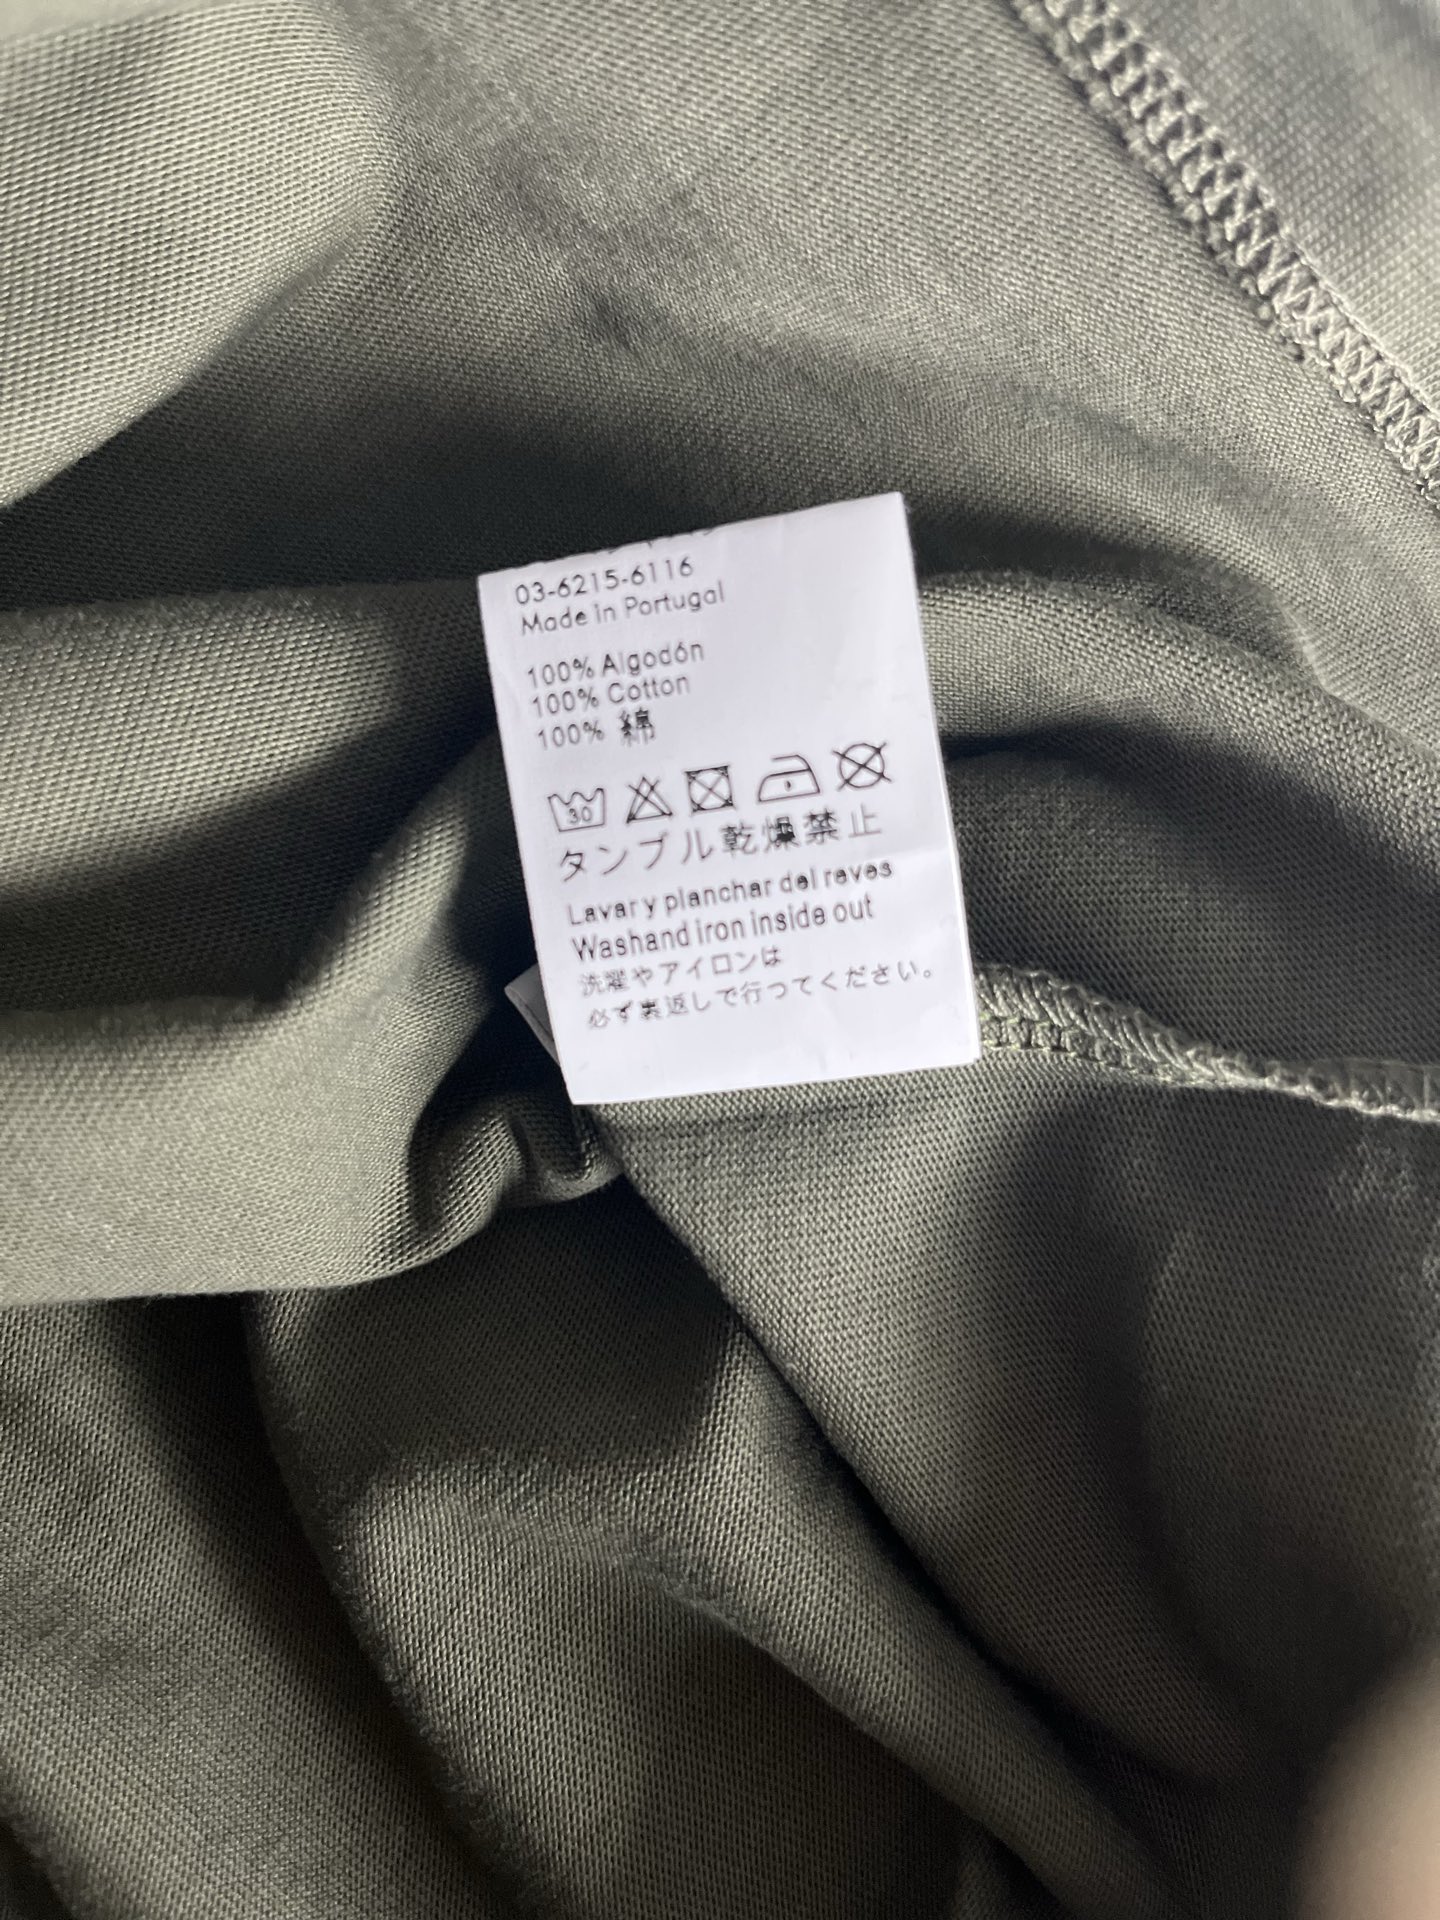 03-6215-6116
Made in Portugal
100% Algodón
100% Cotton
100% 綿
30
タンブル乾燥禁止
Lavar y planchar del reves
Washand iron inside out
洗濯やアイロンは
必ず裏返しで行ってください。